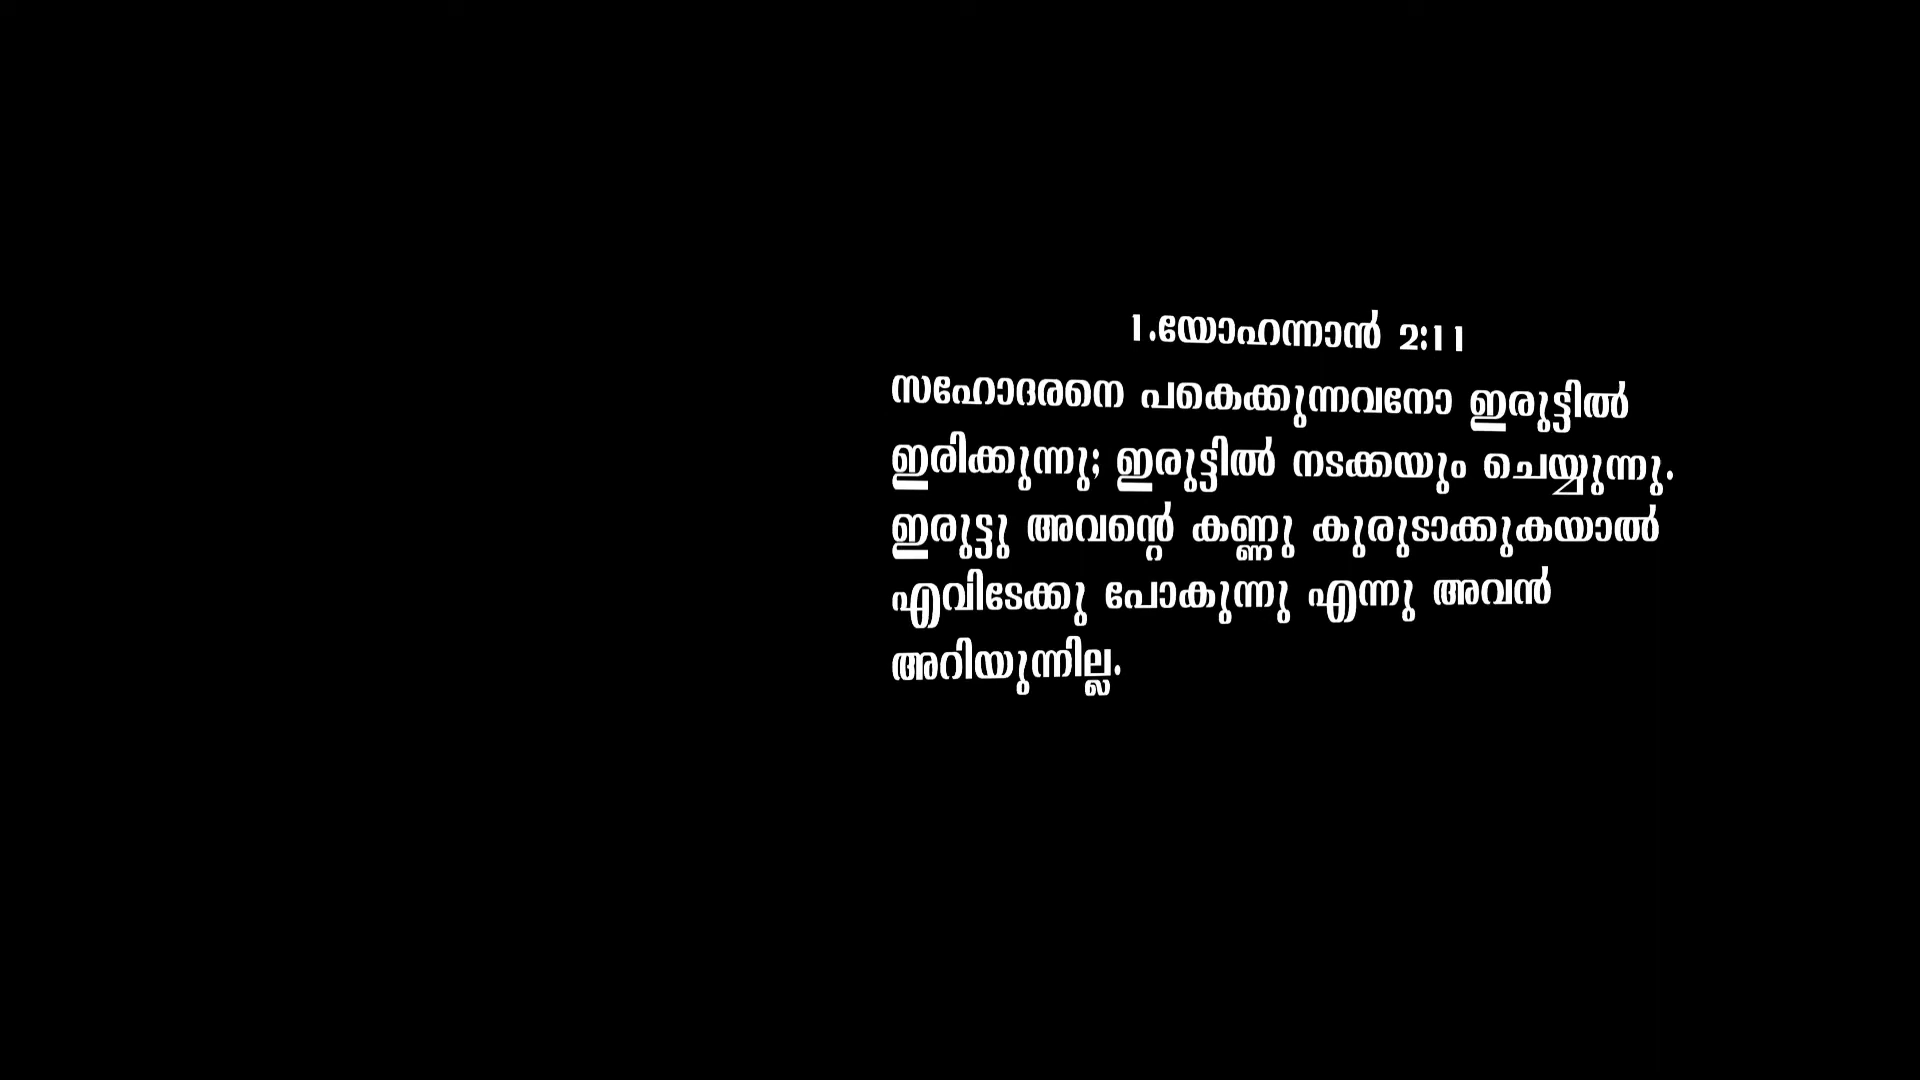 1.യോഹന്നാൻ 2:11
സഹോദരനെ പകെക്കുന്നവനോ ഇരുട്ടിൽ
ഇരിക്കുന്നു; ഇരുട്ടിൽ നടക്കയും ചെയ്യുന്നു.
ഇരുട്ടു അവന്റെ കണ്ണു കുരുടാക്കുകയാൽ
എവിടേക്കു പോകുന്നു എന്നു അവൻ
അറിയുന്നില്ല.